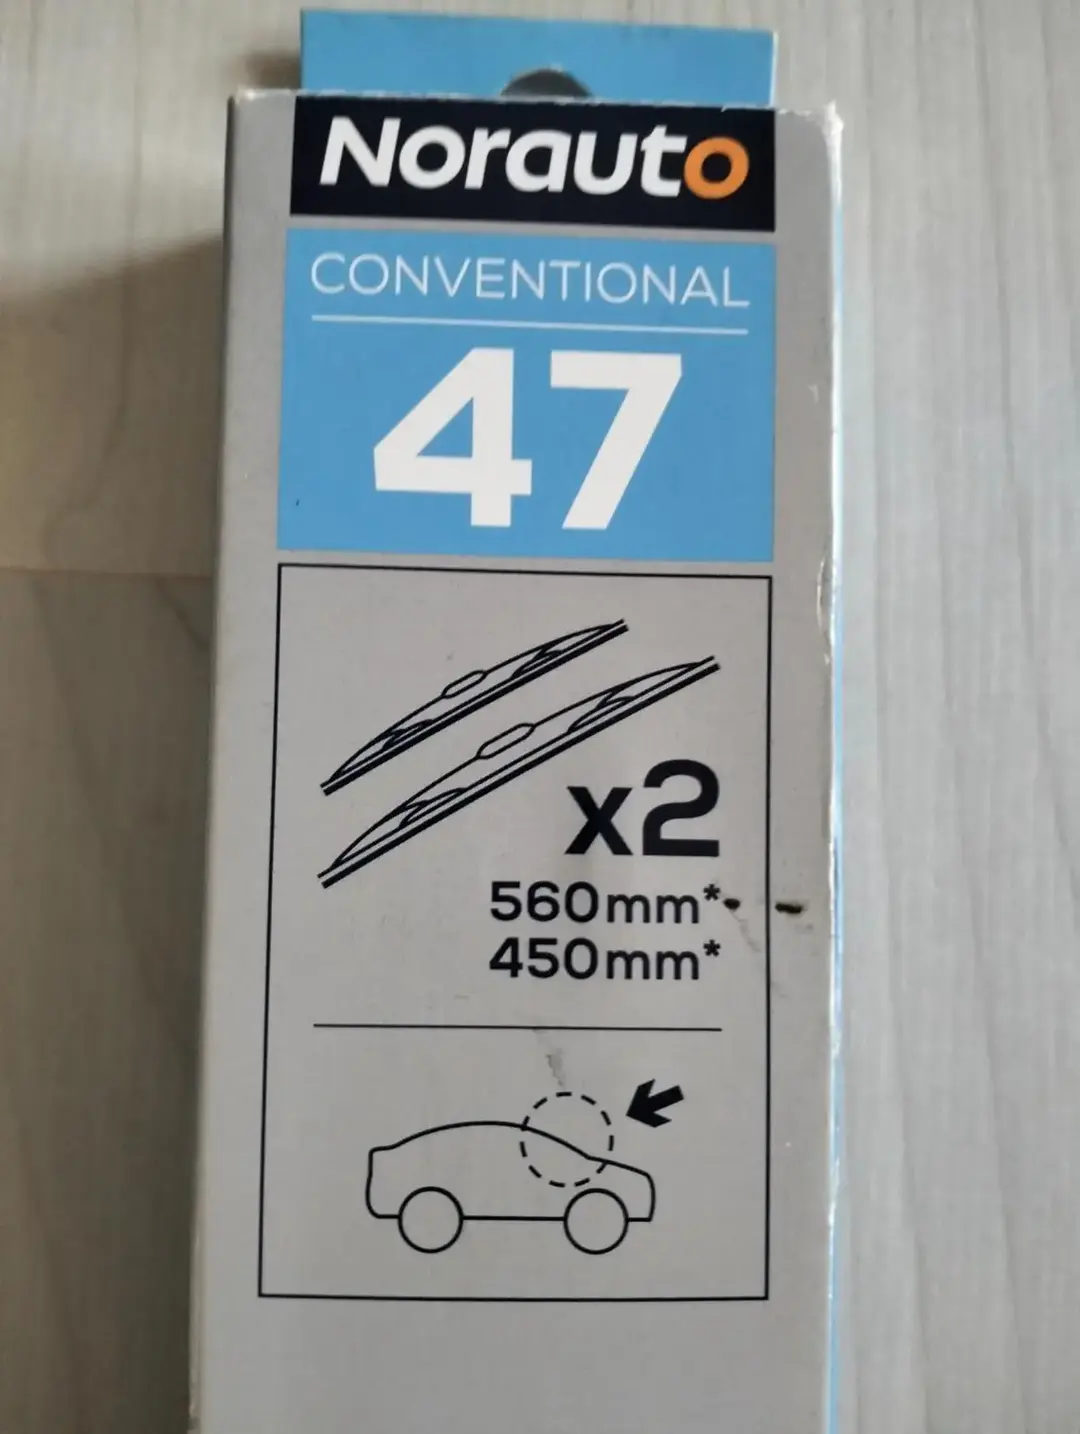 Norauto
CONVENTIONAL
47
x2
560mm*
450mm*